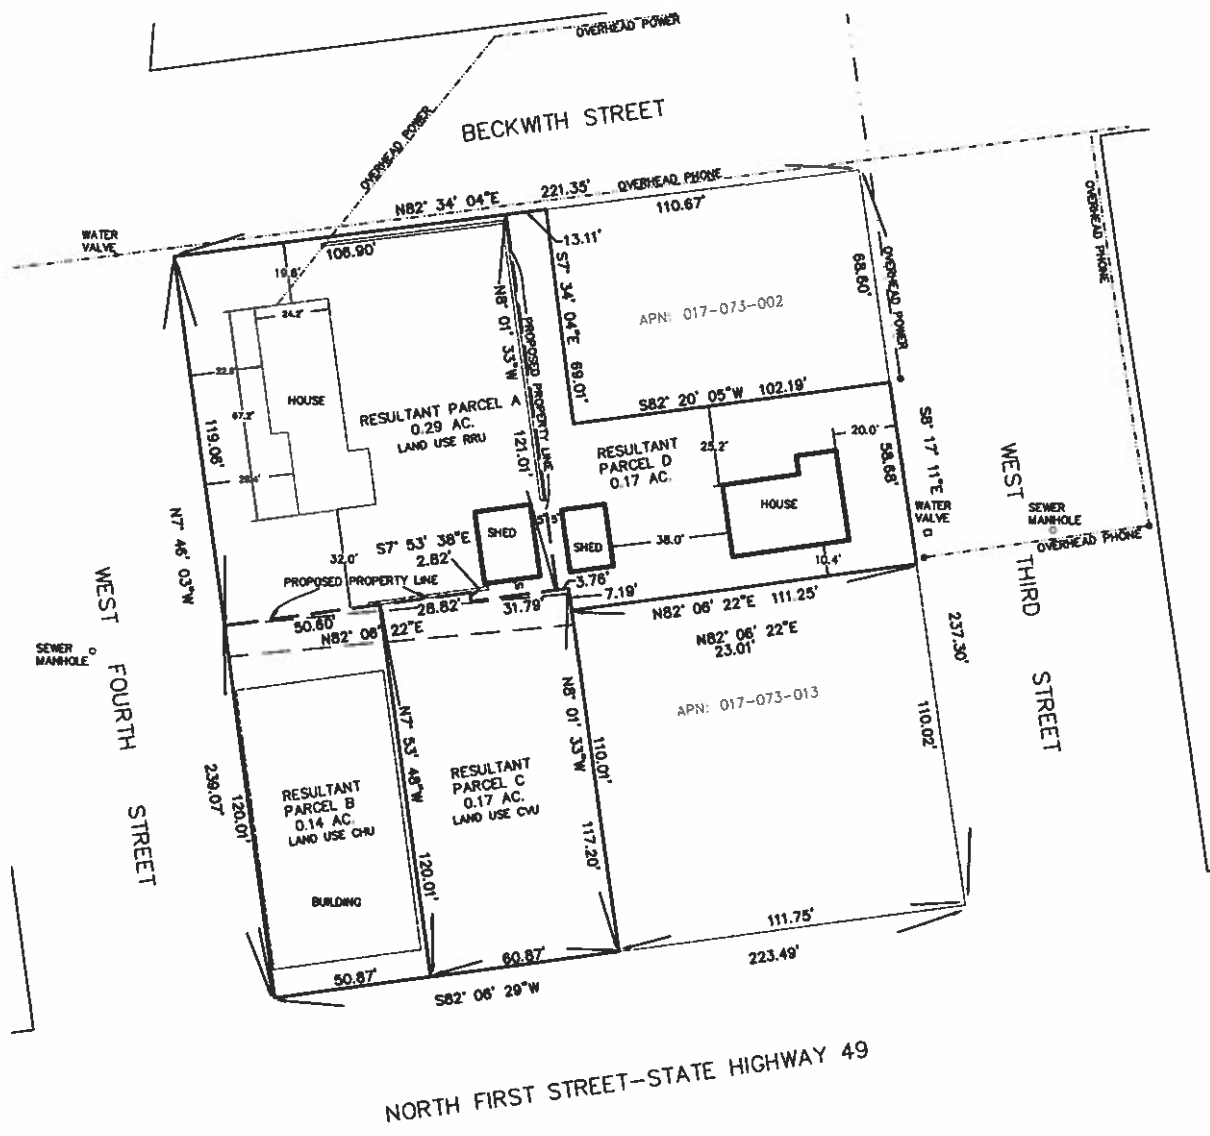 OVERHEAD POWER
OVERHEAD POWER
BECKWITH STREET
N82° 34' 04"E
221.35'
OVERHEAD PHONE
110.67'
WATER
VALVE
106.90'
13.11'
19.6'
24.2'
67.2'
HOUSE
119.06'
32.0'
RESULTANT PARCEL A
0.29 AC.
LAND USE RRU
N8° 01' 33"W
121.01'
PROPOSED PROPERTY LINE
S7° 34' 04"E 69.01'
APN: 017-073-002
68.60'
OVERHEAD POWER
OVERHEAD PHONE
S82° 20' 05"W 102.19'
RESULTANT
PARCEL D
0.17 AC.
25.2'
20.0'
HOUSE
58.68'
S8° 17' 11"E
WATER
VALVE
SEWER
MANHOLE
OVERHEAD PHONE
WEST THIRD STREET
38.0'
10.4'
SHED
SHED
S7° 53' 38"E
2.82'
PROPOSED PROPERTY LINE
3.76'
7.19'
28.82'
31.79'
50.60'
N82° 06' 22"E
N82° 06' 22"E 111.25'
N82° 06' 22"E
23.01'
N7° 46' 03"W
WEST FOURTH STREET
SEWER
MANHOLE
APN: 017-073-013
237.30'
110.02'
N8° 01' 33"W
110.01'
117.20'
N7° 53' 48"W
120.01'
RESULTANT
PARCEL C
0.17 AC.
LAND USE CVU
RESULTANT
PARCEL B
0.14 AC.
LAND USE CHU
BUILDING
239.07'
120.01'
50.87'
60.87'
111.75'
223.49'
S82° 06' 29"W
NORTH FIRST STREET-STATE HIGHWAY 49